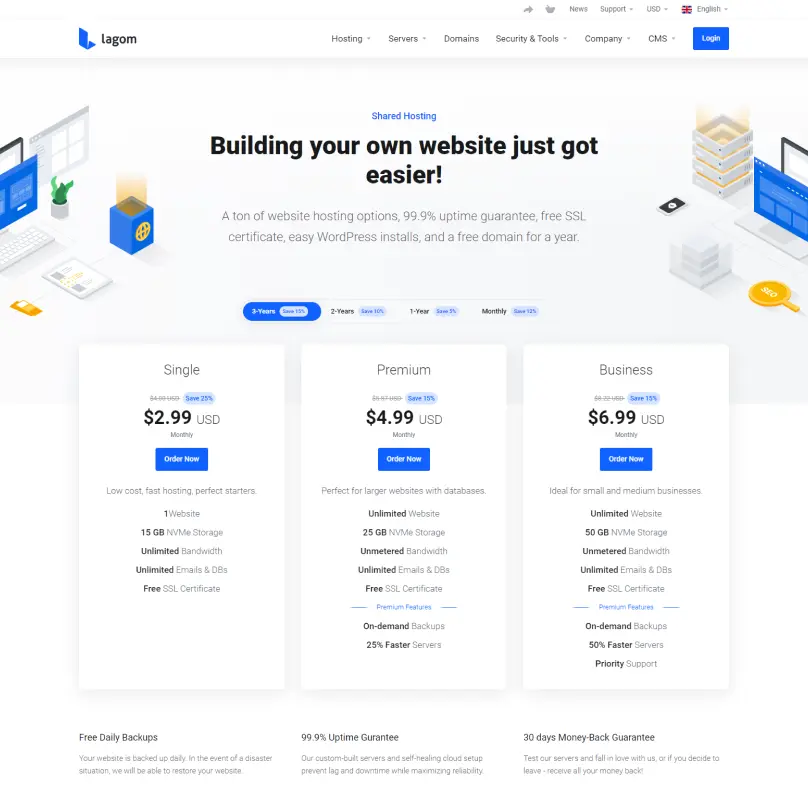 News Support USD English
lagom Hosting Servers Domains Security & Tools Company CMS Login
Shared Hosting
Building your own website just got
easier!
A ton of website hosting options, 99.9% uptime guarantee, free SSL
certificate, easy WordPress installs, and a free domain for a year.
SEO
3-Years Save 15% 2-Years Save 10% 1-Year Save 5% Monthly Save 12%
Single
Save 25%
$2.99 USD
Monthly
Order Now
Low cost, fast hosting, perfect starters.
1Website
15 GB NVMe Storage
Unlimited Bandwidth
Unlimited Emails & DBs
Free SSL Certificate
Premium
$5.87 USD Save 15%
$4.99 USD
Monthly
Order Now
Perfect for larger websites with databases.
Unlimited Website
25 GB NVMe Storage
Unmetered Bandwidth
Unlimited Emails & DBs
Free SSL Certificate
Premium Features
On-demand Backups
25% Faster Servers
Business
$8.22 USD Save 15%
$6.99 USD
Monthly
Order Now
Ideal for small and medium businesses.
Unlimited Website
50 GB NVMe Storage
Unmetered Bandwidth
Unlimited Emails & DBs
Free SSL Certificate
Premium Features
On-demand Backups
50% Faster Servers
Priority Support
Free Daily Backups
Your website is backed up daily. In the event of a disaster
situation, we will be able to restore your website.
99.9% Uptime Gurantee
Our custom-built servers and self-healing cloud setup
prevent lag and downtime while maximizing reliability.
30 days Money-Back Guarantee
Test our servers and fall in love with us, or if you decide to
leave - receive all your money back!